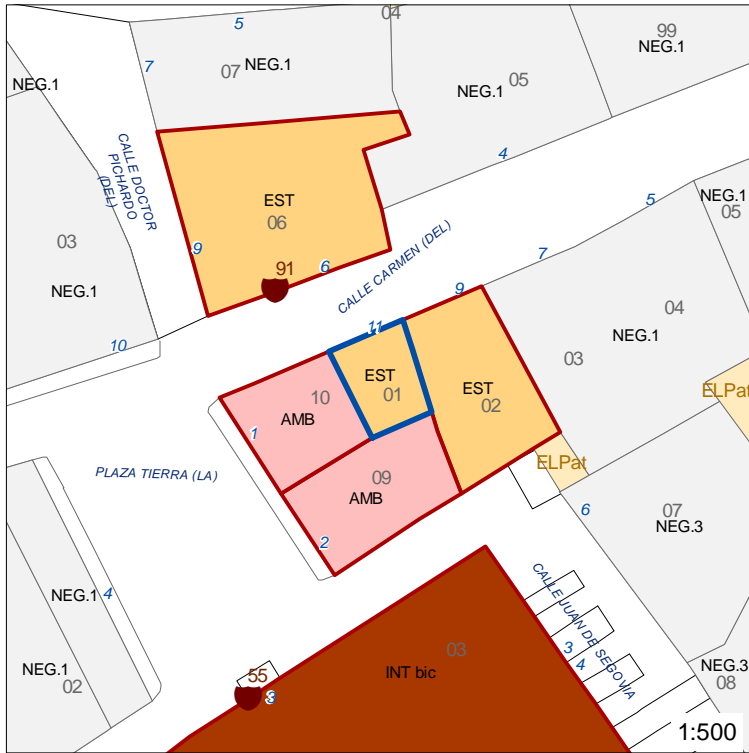 04
5
99
NEG.1
7
07 NEG.1
05
NEG.1
NEG.1
CALLE DOCTOR
PICHARDO
(DEL)
4
NEG.1
5
05
EST
06
03
9
NEG.1
91
6
CALLE CARMEN (DEL)
7
9
04
NEG.1
10
11
03
EST
01
EST
02
10
AMB
1
ELPat
ELPat
PLAZA TIERRA (LA)
09
AMB
6
07
NEG.3
2
CALLE JUAN DE SEGOVIA
NEG.1
4
3
4
03
INT bic
NEG.1
02
55
3
NEG.3
08
1:500